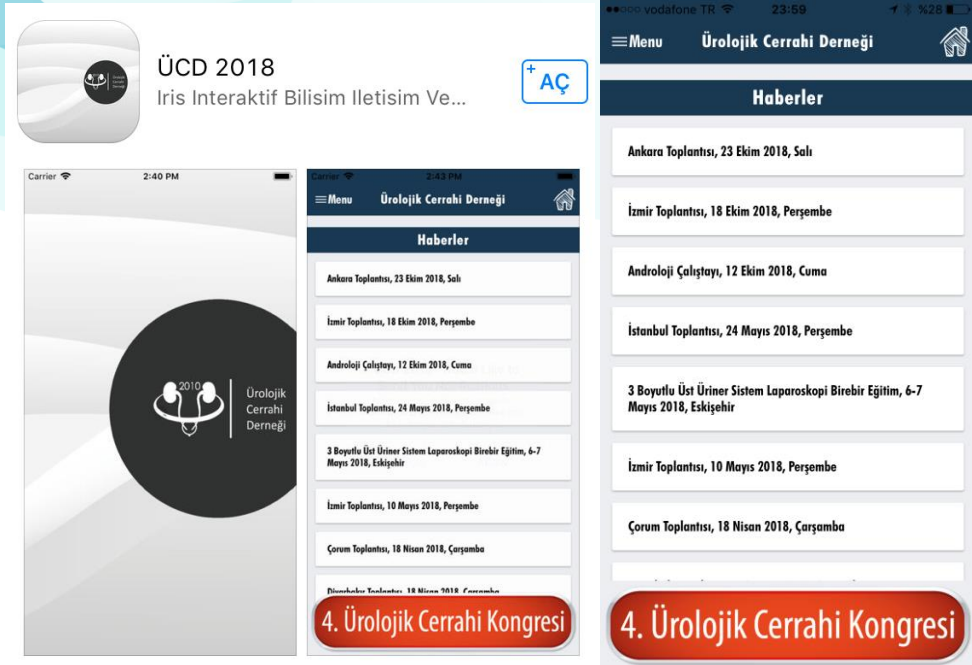 ÜCD 2018
Iris Interaktif Bilisim Iletisim Ve...
AÇ
Carrier
2:40 PM
2010
Ürolojik
Cerrahi
Derneği
Carrier
2:43 PM
Menu
Ürolojik Cerrahi Derneği
Haberler
Ankara Toplantısı, 23 Ekim 2018, Salı
İzmir Toplantısı, 18 Ekim 2018, Perşembe
Androloji Çalıştayı, 12 Ekim 2018, Cuma
İstanbul Toplantısı, 24 Mayıs 2018, Perşembe
3 Boyutlu Üst Üriner Sistem Laparoskopi Birebir Eğitim, 6-7
Mayıs 2018, Eskişehir
İzmir Toplantısı, 10 Mayıs 2018, Perşembe
Çorum Toplantısı, 18 Nisan 2018, Çarşamba
Diyarbakır Toplantısı, 18 Nisan 2018, Çarşamba
4. Ürolojik Cerrahi Kongresi
vodafone TR
23:59
%28
Menu
Ürolojik Cerrahi Derneği
Haberler
Ankara Toplantısı, 23 Ekim 2018, Salı
İzmir Toplantısı, 18 Ekim 2018, Perşembe
Androloji Çalıştayı, 12 Ekim 2018, Cuma
İstanbul Toplantısı, 24 Mayıs 2018, Perşembe
3 Boyutlu Üst Üriner Sistem Laparoskopi Birebir Eğitim, 6-7
Mayıs 2018, Eskişehir
İzmir Toplantısı, 10 Mayıs 2018, Perşembe
Çorum Toplantısı, 18 Nisan 2018, Çarşamba
4. Ürolojik Cerrahi Kongresi